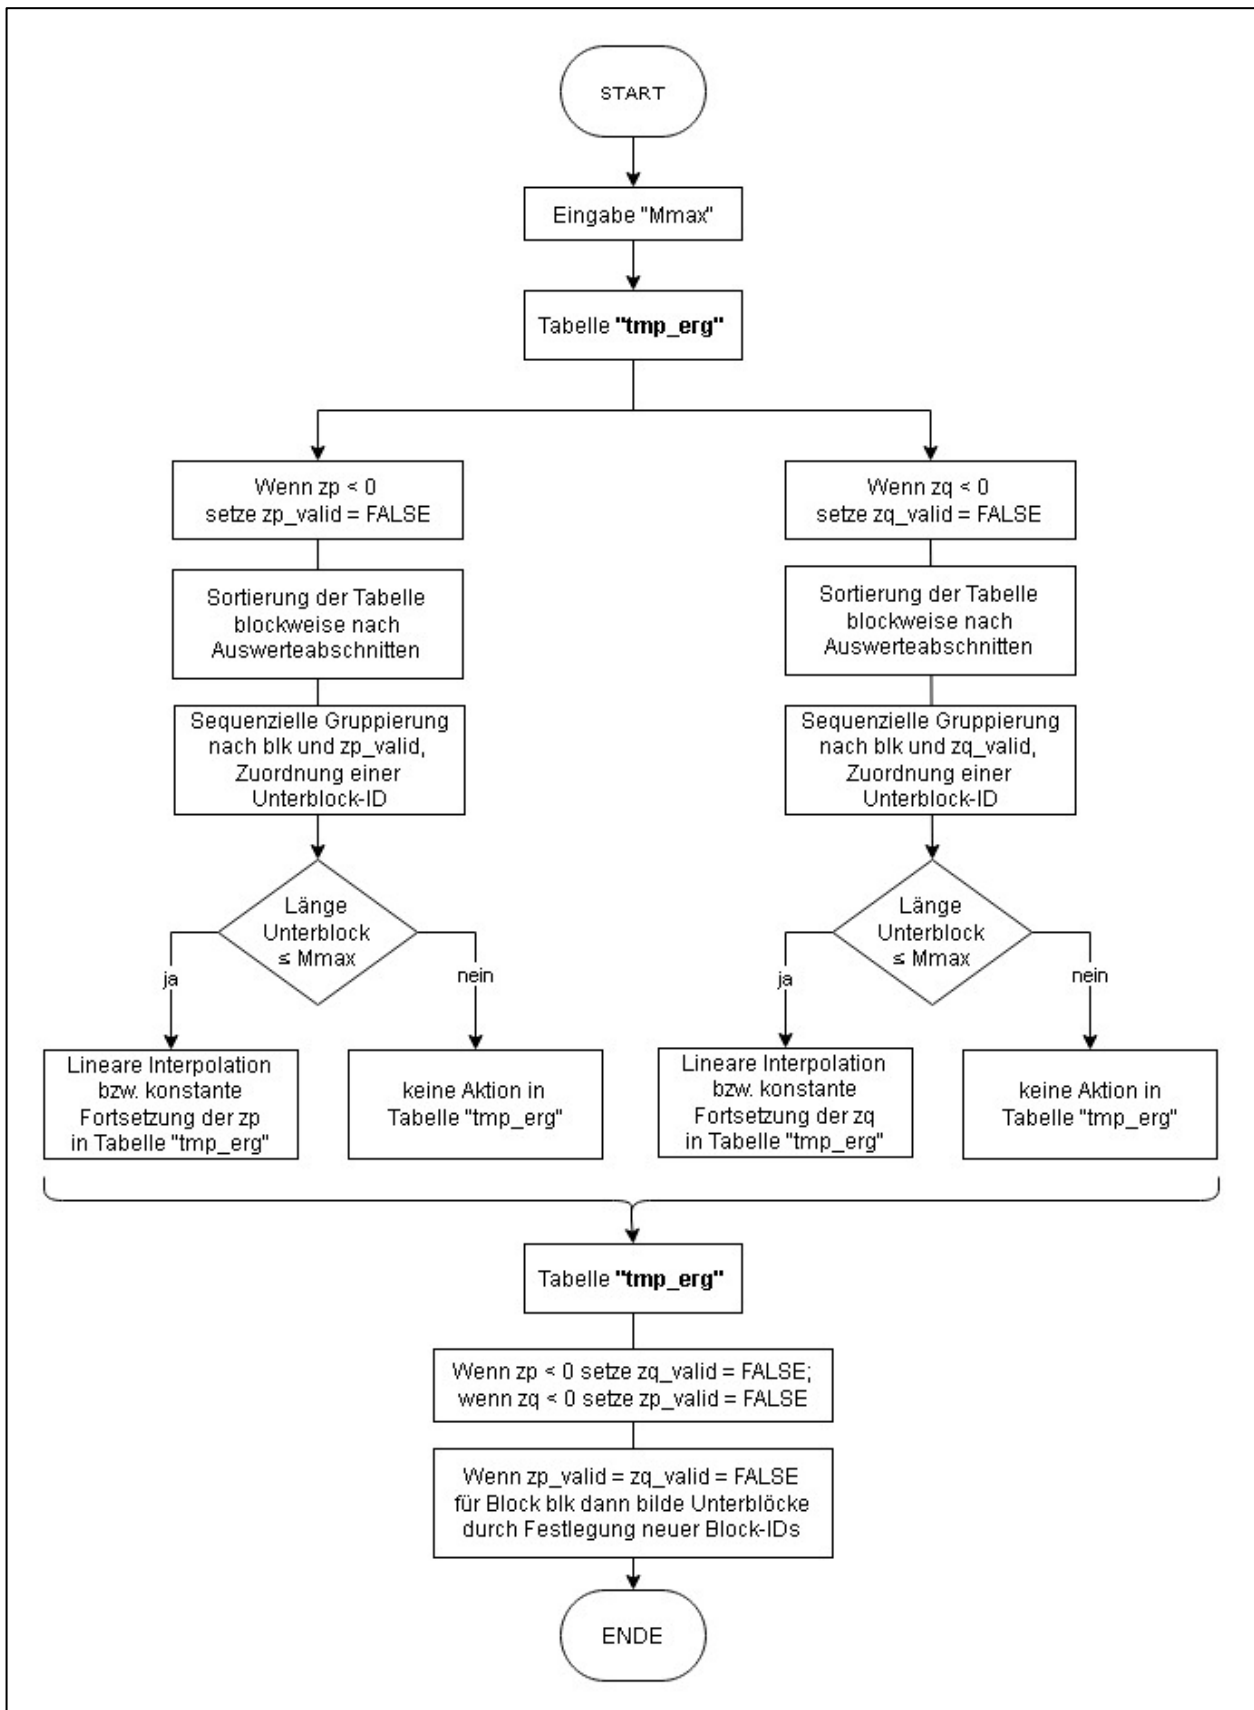 START
Eingabe "Mmax"
Tabelle "tmp_erg"
Wenn zp < 0
setze zp_valid = FALSE
Sortierung der Tabelle
blockweise nach
Auswerteabschnitten
Sequenzielle Gruppierung
nach blk und zp_valid,
Zuordnung einer
Unterblock-ID
Länge
Unterblock
≤ Mmax
ja
nein
Lineare Interpolation
bzw. konstante
Fortsetzung der zp
in Tabelle "tmp_erg"
keine Aktion in
Tabelle "tmp_erg"
Wenn zq < 0
setze zq_valid = FALSE
Sortierung der Tabelle
blockweise nach
Auswerteabschnitten
Sequenzielle Gruppierung
nach blk und zq_valid,
Zuordnung einer
Unterblock-ID
Länge
Unterblock
≤ Mmax
ja
nein
Lineare Interpolation
bzw. konstante
Fortsetzung der zq
in Tabelle "tmp_erg"
keine Aktion in
Tabelle "tmp_erg"
Tabelle "tmp_erg"
Wenn zp < 0 setze zq_valid = FALSE;
wenn zq < 0 setze zp_valid = FALSE
Wenn zp_valid = zq_valid = FALSE
für Block blk dann bilde Unterblöcke
durch Festlegung neuer Block-IDs
ENDE